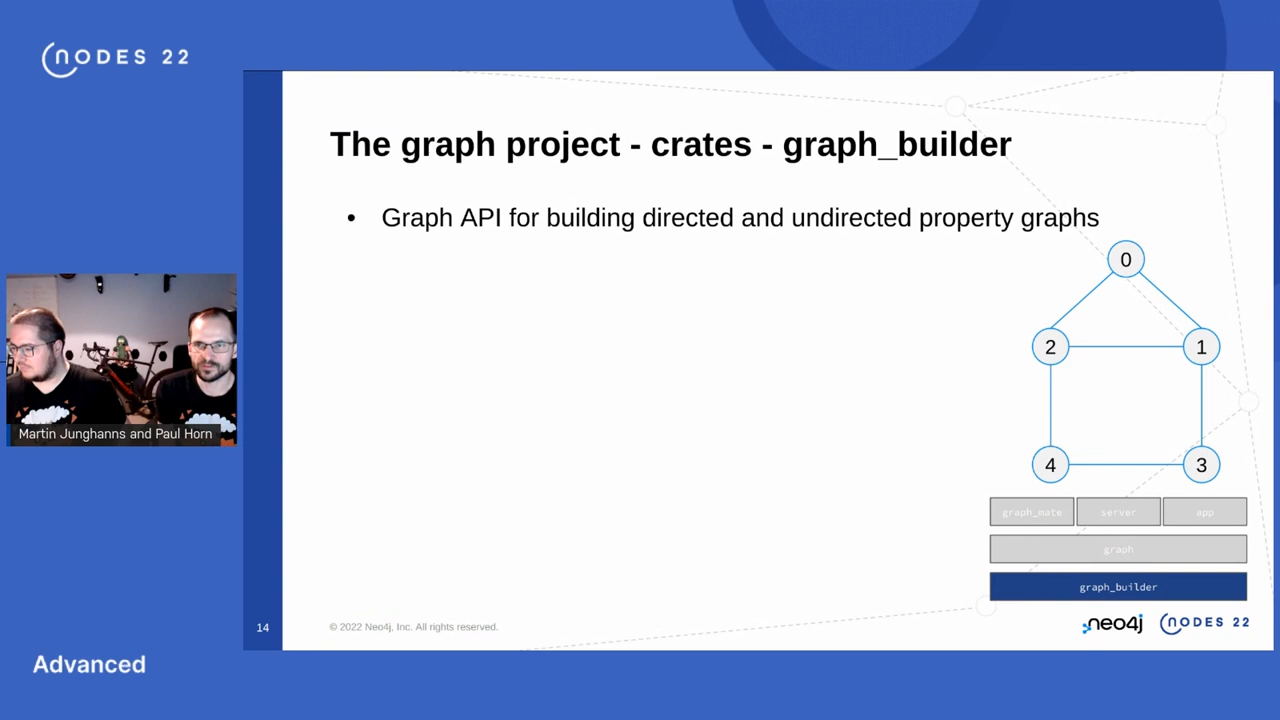 NODES 22
The graph project - crates - graph_builder
• Graph API for building directed and undirected property graphs
0
2
1
4
3
Martin Junghanns and Paul Horn
graph_mate server app
graph
graph_builder
14
© 2022 Neo4j, Inc. All rights reserved.
neo4j NODES 22
Advanced